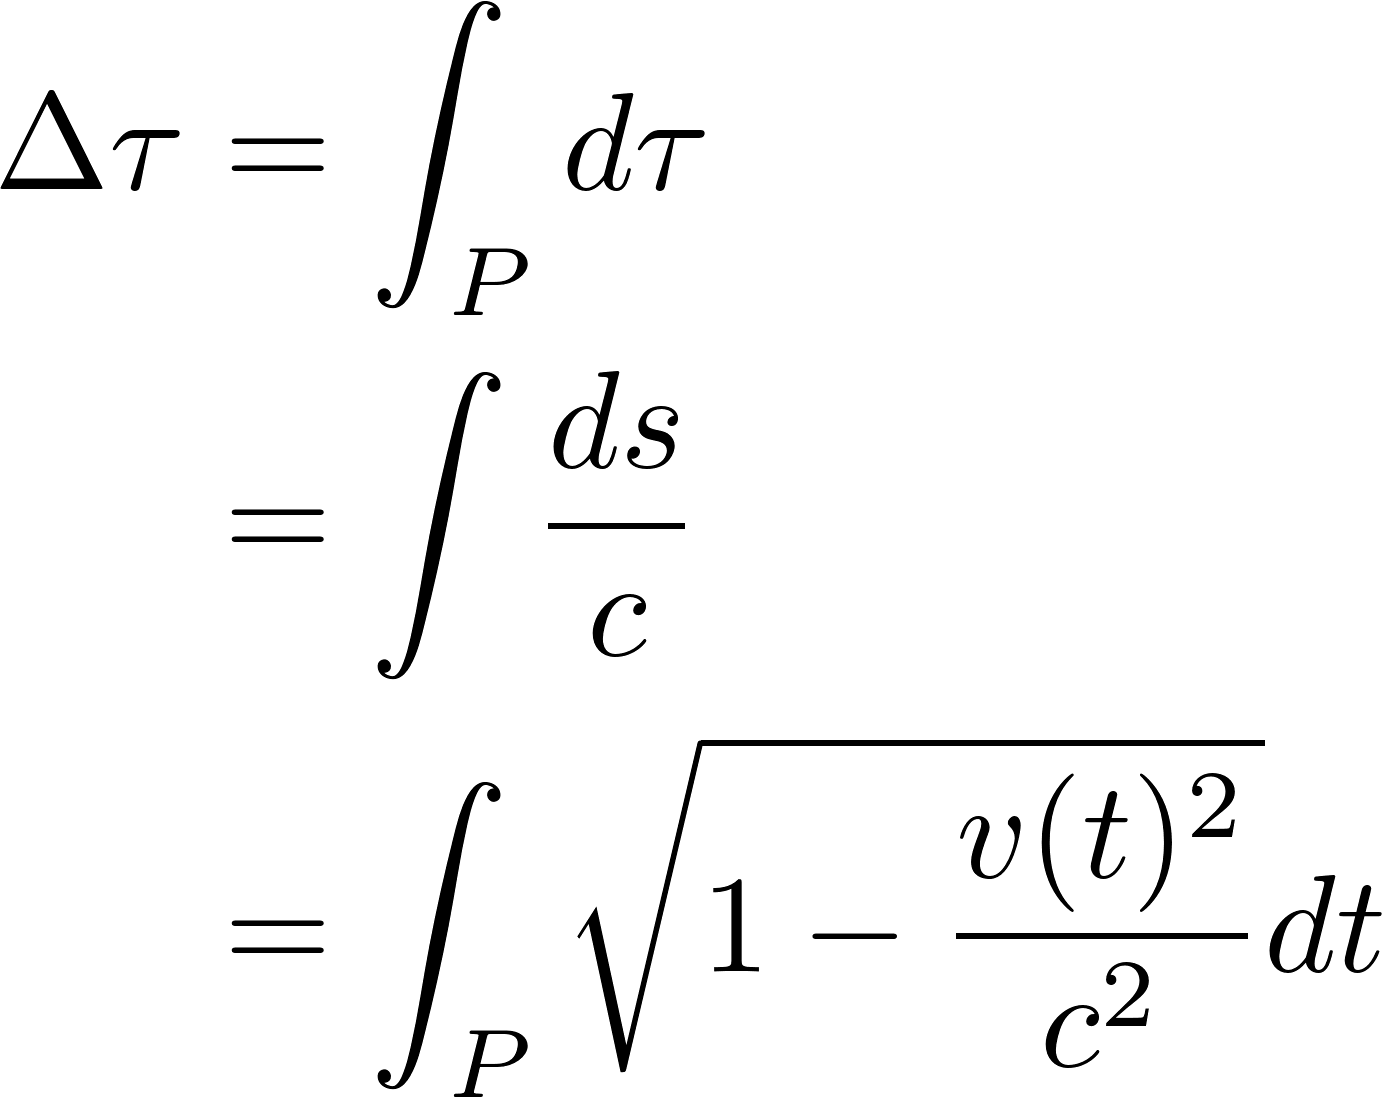 Δτ = ∫_P dτ
= ∫ ds/c
= ∫_P √(1 − v(t)²/c²) dt